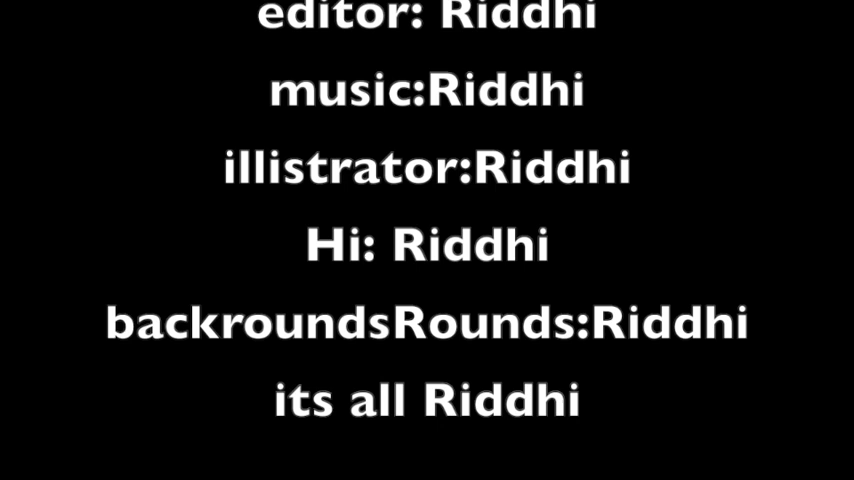 editor: Riddhi
music:Riddhi
illistrator:Riddhi
Hi: Riddhi
backroundsRounds:Riddhi
its all Riddhi